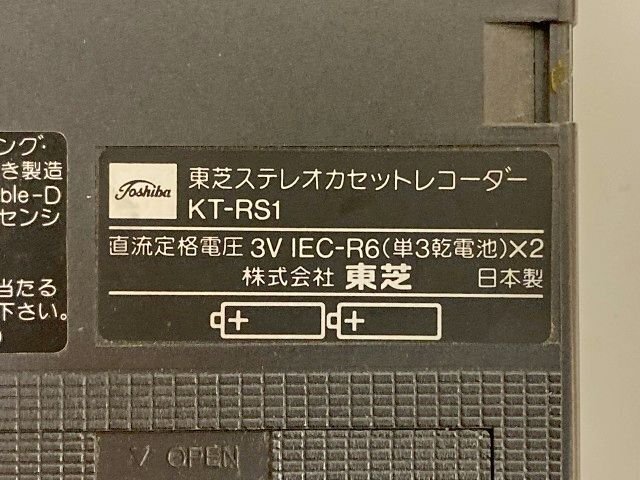 ング・
き製造
ble-D
センシ
当たる
下さい。
Toshiba
東芝ステレオカセットレコーダー
KT-RS1
直流定格電圧 3V IEC-R6(単3乾電池)×2
株式会社 東芝 日本製
+ +
OPEN